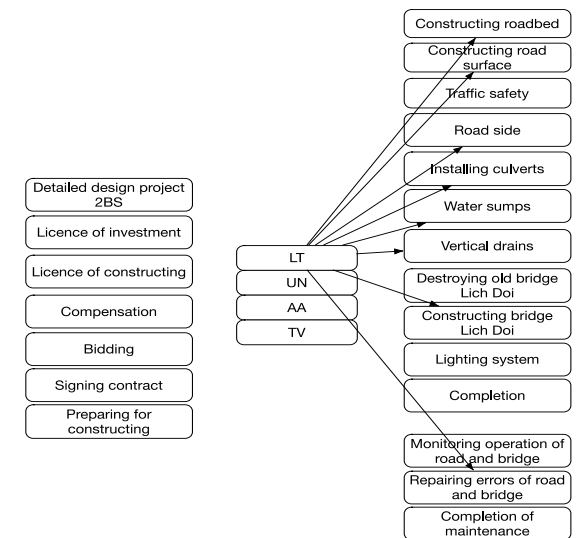 Detailed design project
2BS
Licence of investment
Licence of constructing
Compensation
Bidding
Signing contract
Preparing for
constructing
LT
UN
AA
TV
Constructing roadbed
Constructing road
surface
Traffic safety
Road side
Installing culverts
Water sumps
Vertical drains
Destroying old bridge
Lich Doi
Constructing bridge
Lich Doi
Lighting system
Completion
Monitoring operation of
road and bridge
Repairing errors of road
and bridge
Completion of
maintenance